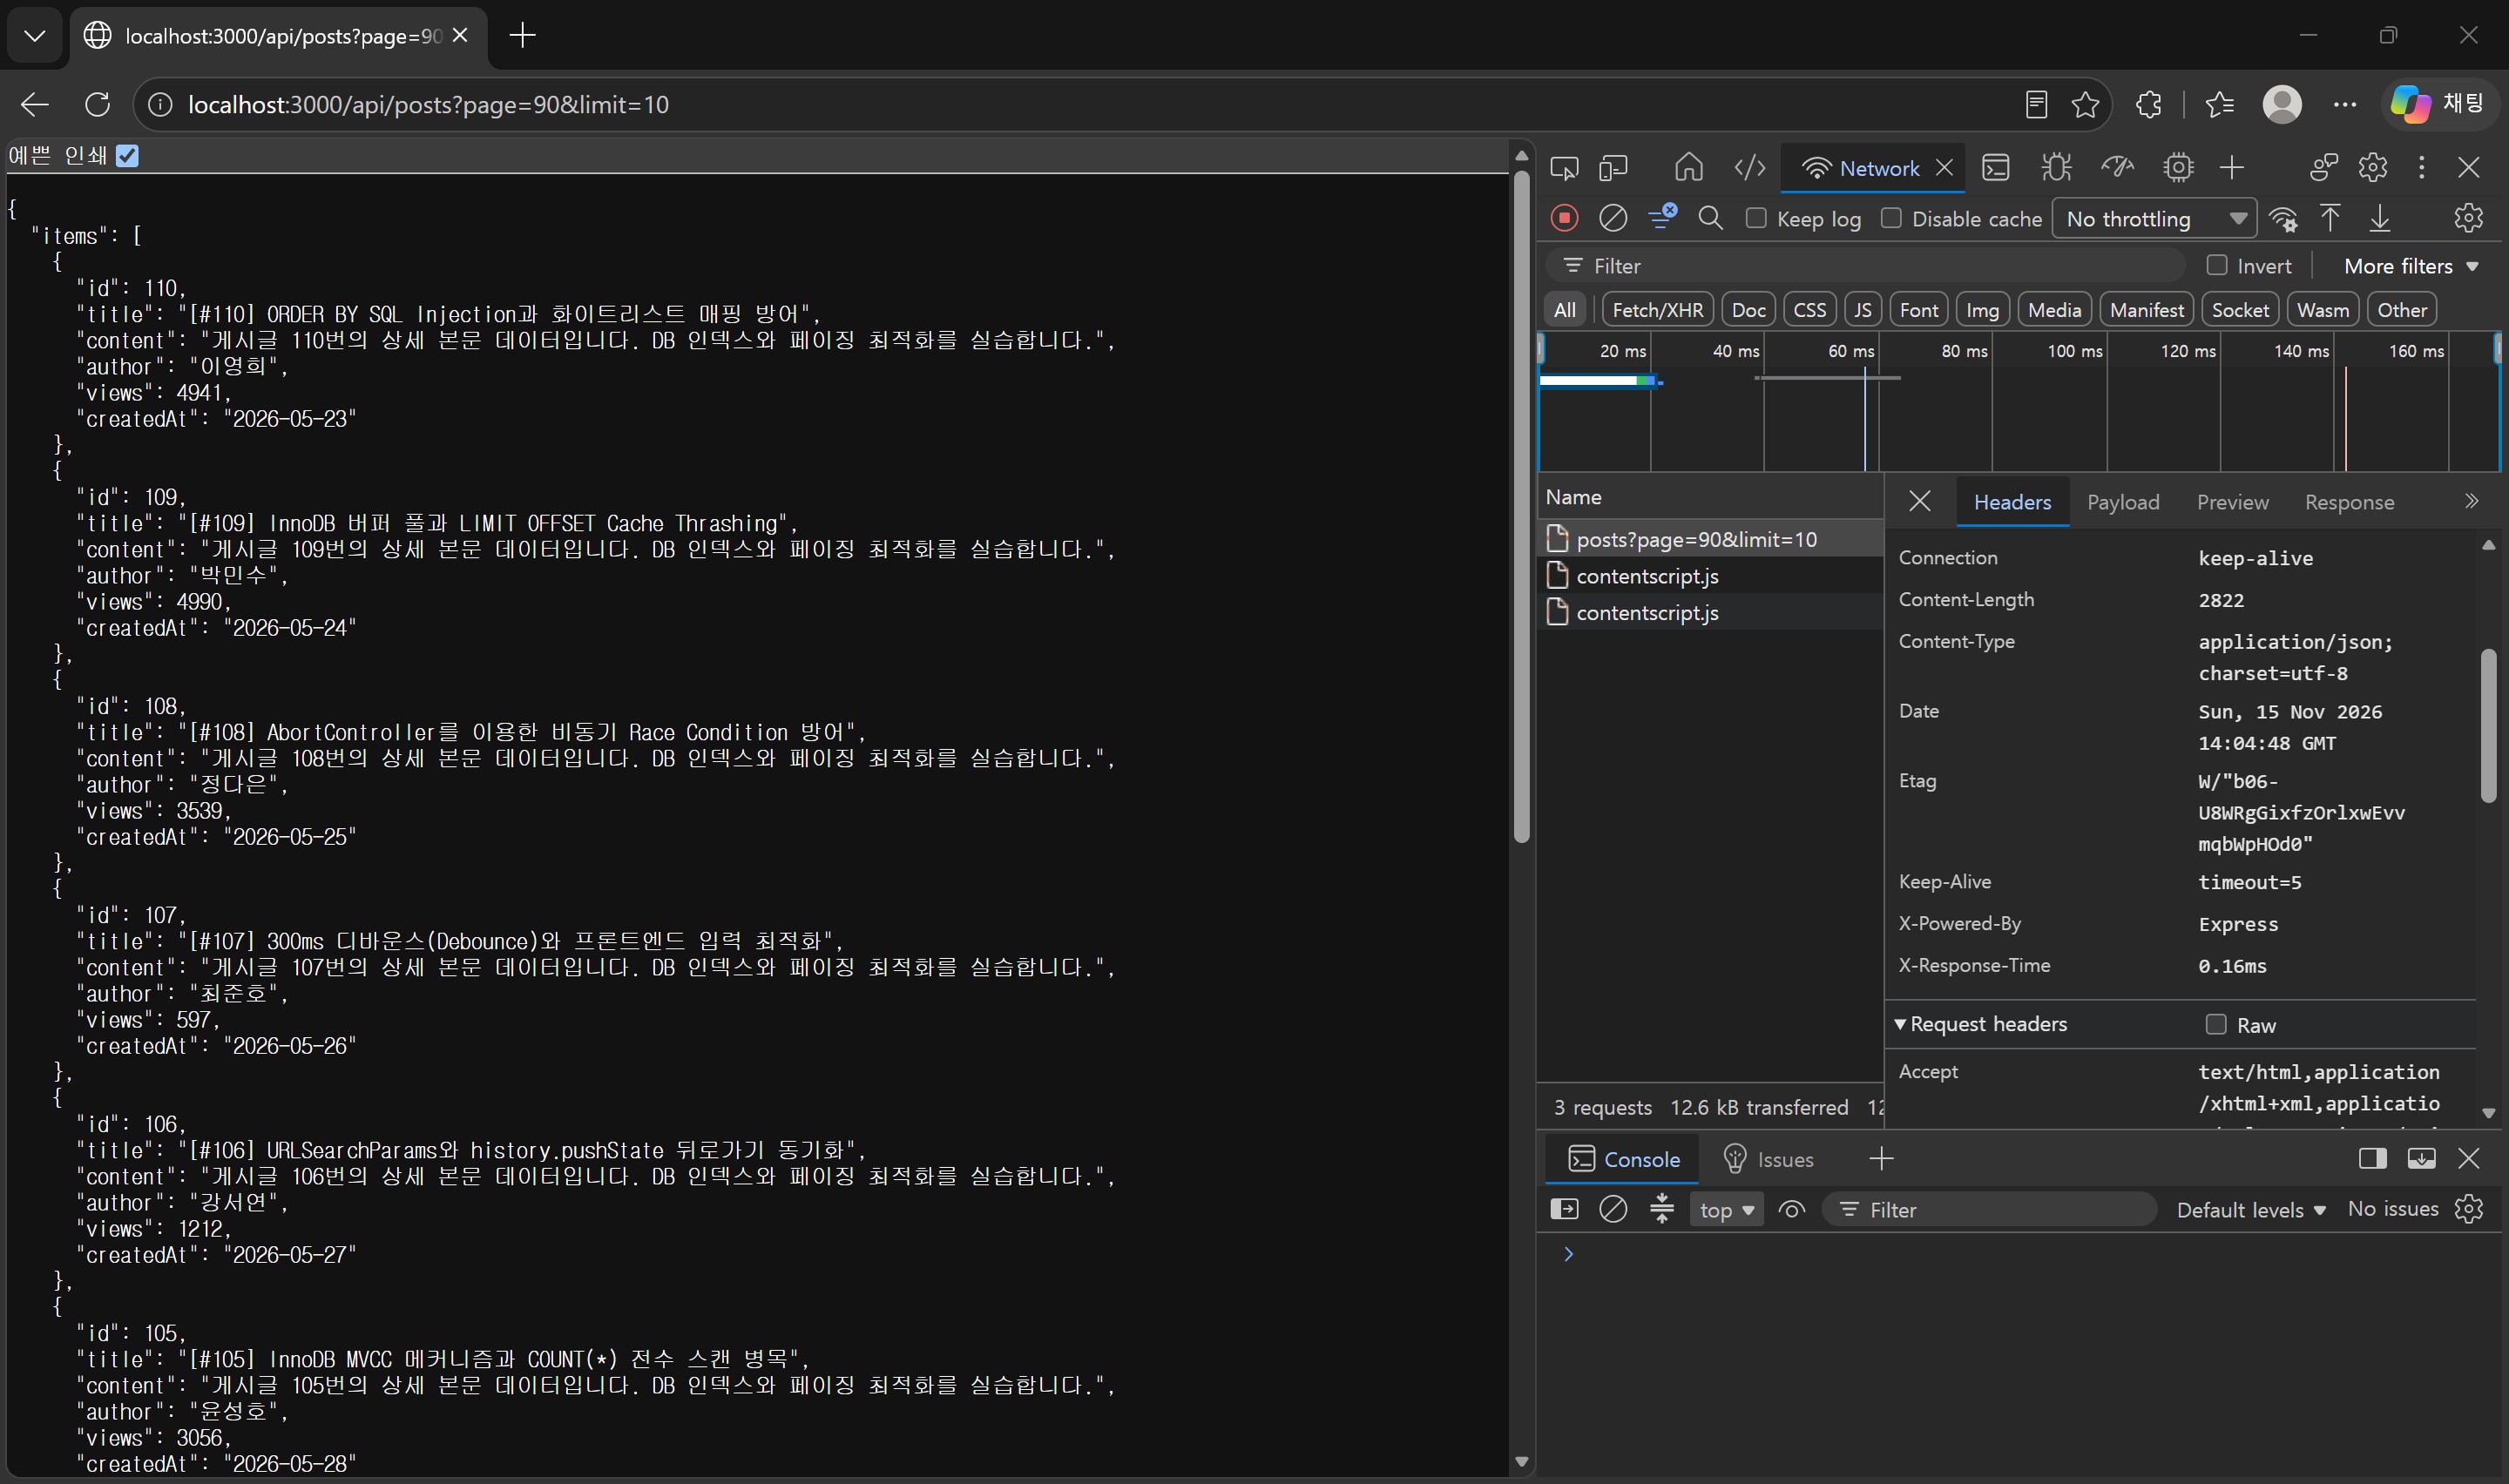 localhost:3000/api/posts?page=90
localhost:3000/api/posts?page=90&limit=10
채팅
예쁜 인쇄
{
"items": [
{
"id": 110,
"title": "[#110] ORDER BY SQL Injection과 화이트리스트 매핑 방어",
"content": "게시글 110번의 상세 본문 데이터입니다. DB 인덱스와 페이징 최적화를 실습합니다.",
"author": "이영희",
"views": 4941,
"createdAt": "2026-05-23"
},
{
"id": 109,
"title": "[#109] InnoDB 버퍼 풀과 LIMIT OFFSET Cache Thrashing",
"content": "게시글 109번의 상세 본문 데이터입니다. DB 인덱스와 페이징 최적화를 실습합니다.",
"author": "박민수",
"views": 4990,
"createdAt": "2026-05-24"
},
{
"id": 108,
"title": "[#108] AbortController를 이용한 비동기 Race Condition 방어",
"content": "게시글 108번의 상세 본문 데이터입니다. DB 인덱스와 페이징 최적화를 실습합니다.",
"author": "정다은",
"views": 3539,
"createdAt": "2026-05-25"
},
{
"id": 107,
"title": "[#107] 300ms 디바운스(Debounce)와 프론트엔드 입력 최적화",
"content": "게시글 107번의 상세 본문 데이터입니다. DB 인덱스와 페이징 최적화를 실습합니다.",
"author": "최준호",
"views": 597,
"createdAt": "2026-05-26"
},
{
"id": 106,
"title": "[#106] URLSearchParams와 history.pushState 뒤로가기 동기화",
"content": "게시글 106번의 상세 본문 데이터입니다. DB 인덱스와 페이징 최적화를 실습합니다.",
"author": "강서연",
"views": 1212,
"createdAt": "2026-05-27"
},
{
"id": 105,
"title": "[#105] InnoDB MVCC 메커니즘과 COUNT(*) 전수 스캔 병목",
"content": "게시글 105번의 상세 본문 데이터입니다. DB 인덱스와 페이징 최적화를 실습합니다.",
"author": "윤성호",
"views": 3056,
"createdAt": "2026-05-28"
Network
Keep log Disable cache No throttling
Filter Invert More filters
All Fetch/XHR Doc CSS JS Font Img Media Manifest Socket Wasm Other
20 ms 40 ms 60 ms 80 ms 100 ms 120 ms 140 ms 160 ms
Name
posts?page=90&limit=10
contentscript.js
contentscript.js
3 requests 12.6 kB transferred 12
Headers Payload Preview Response
Connection keep-alive
Content-Length 2822
Content-Type application/json;
charset=utf-8
Date Sun, 15 Nov 2026
14:04:48 GMT
Etag W/"b06-
U8WRgGixfzOrlxwEvv
mqbWpHOd0"
Keep-Alive timeout=5
X-Powered-By Express
X-Response-Time 0.16ms
Request headers Raw
Accept text/html,application
/xhtml+xml,applicatio
Console Issues
top Filter Default levels No issues